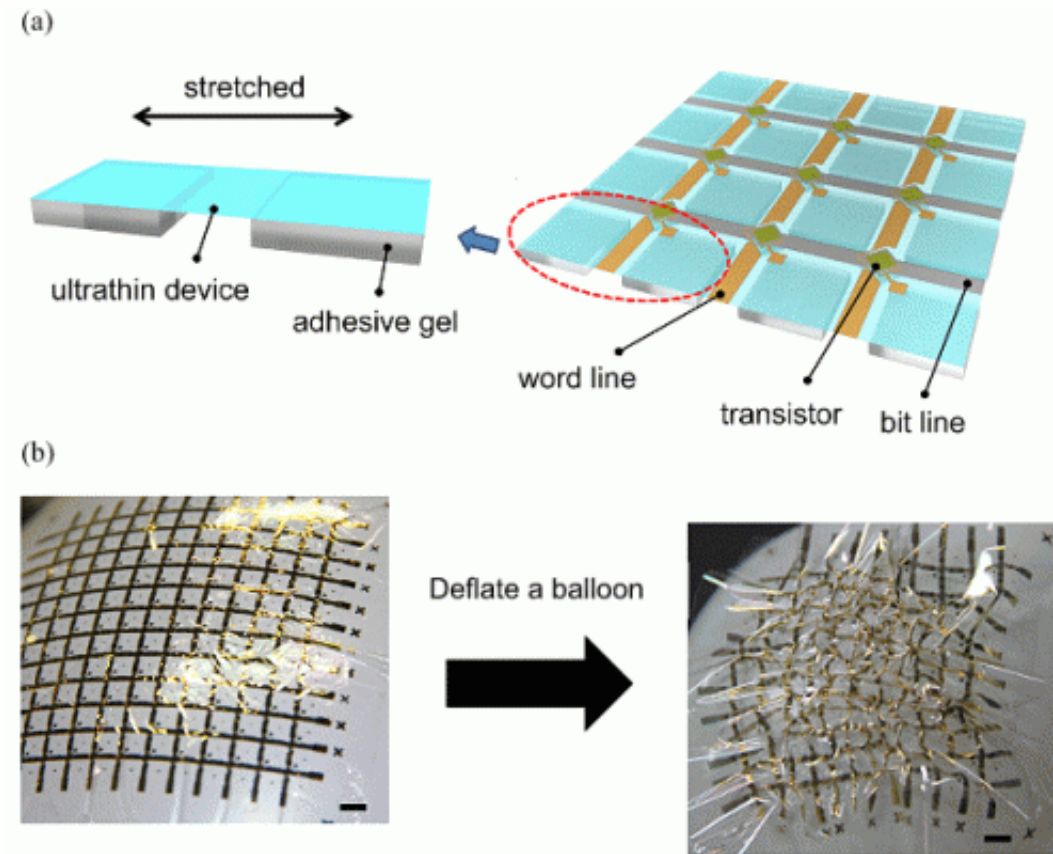 (a)
stretched
ultrathin device
adhesive gel
word line
transistor
bit line
(b)
Deflate a balloon